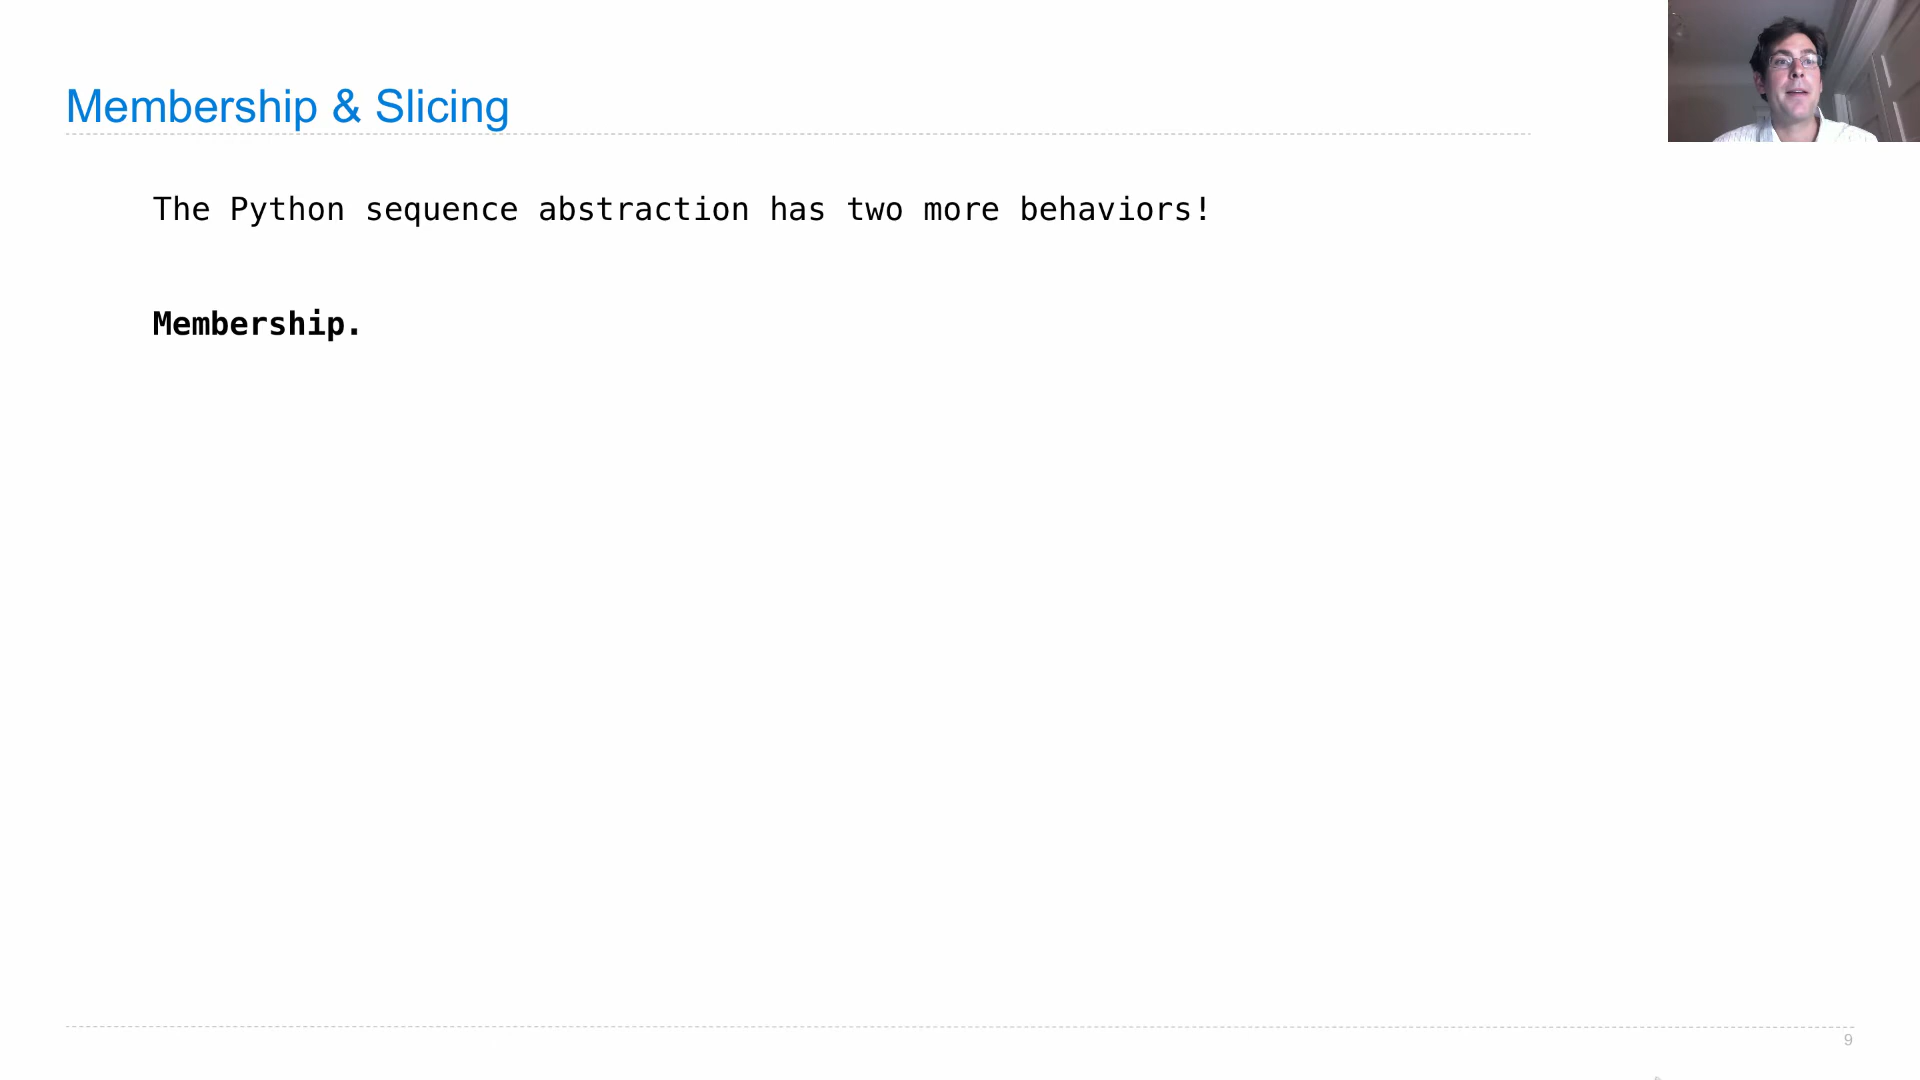 Membership & Slicing
The Python sequence abstraction has two more behaviors!
Membership.
9